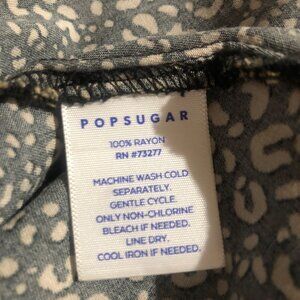 POPSUGAR
100% RAYON
RN #73277
MACHINE WASH COLD
SEPARATELY.
GENTLE CYCLE.
ONLY NON-CHLORINE
BLEACH IF NEEDED.
LINE DRY.
COOL IRON IF NEEDED.